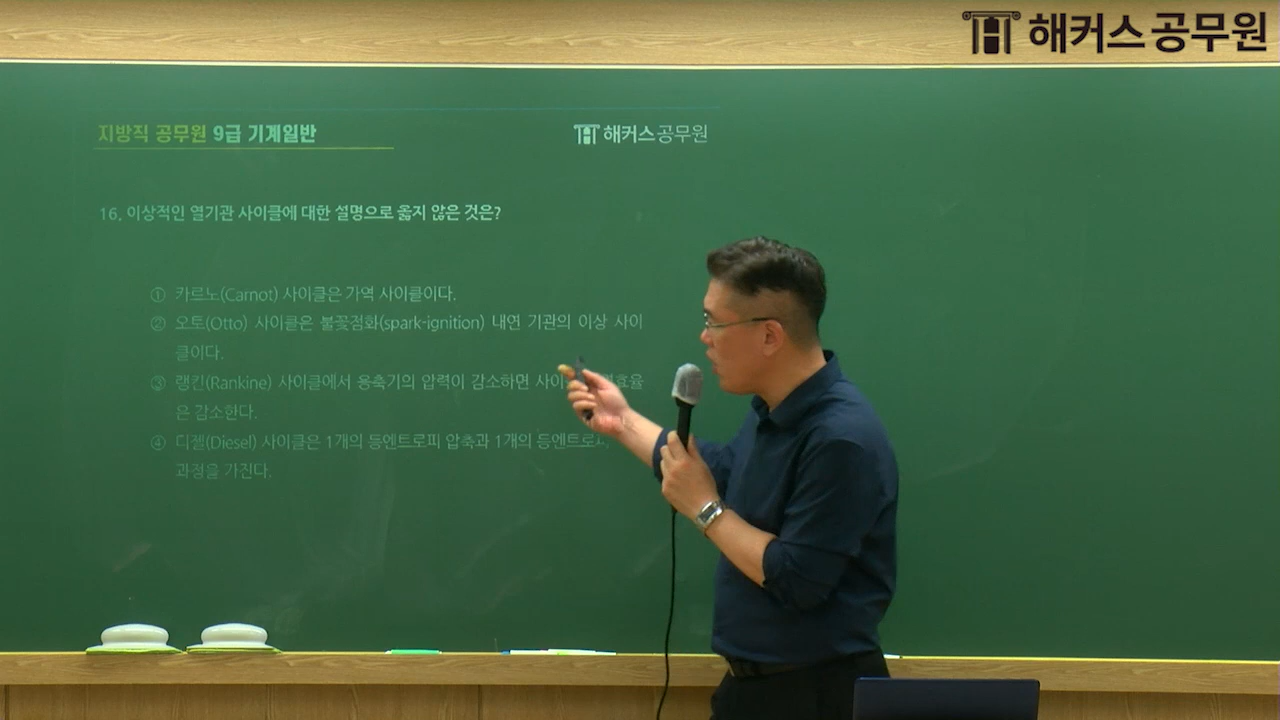 해커스공무원
지방직 공무원 9급 기계일반
해커스공무원
16. 이상적인 열기관 사이클에 대한 설명으로 옳지 않은 것은?
① 카르노(Carnot) 사이클은 가역 사이클이다.
② 오토(Otto) 사이클은 불꽃점화(spark-ignition) 내연 기관의 이상 사이
클이다.
③ 랭킨(Rankine) 사이클에서 응축기의 압력이 감소하면 사이 효율
은 감소한다.
④ 디젤(Diesel) 사이클은 1개의 등엔트로피 압축과 1개의 등엔트로피
과정을 가진다.